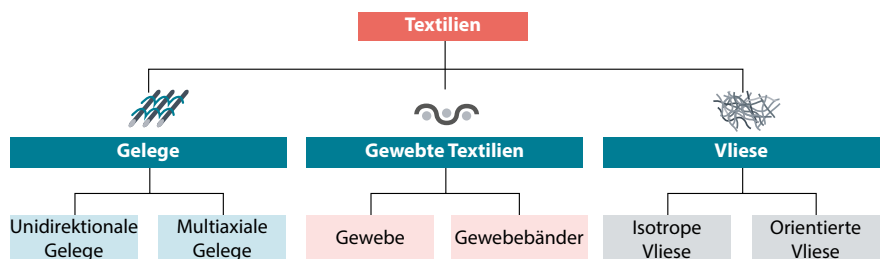 Textilien
Gelege
Gewebte Textilien
Vliese
Unidirektionale
Gelege
Multiaxiale
Gelege
Gewebe
Gewebebänder
Isotrope
Vliese
Orientierte
Vliese